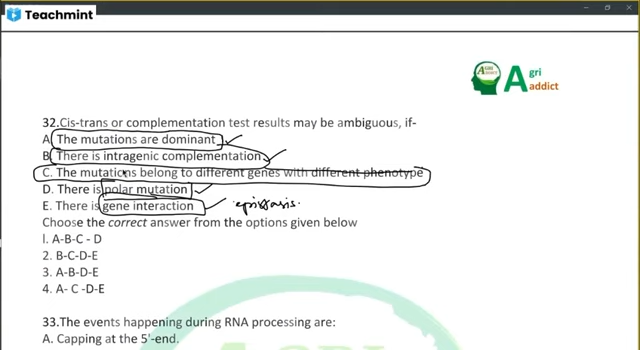 Teachmint
Agri
addict
32.Cis-trans or complementation test results may be ambiguous, if-
A. The mutations are dominant
B. There is intragenic complementation
C. The mutations belong to different genes with different phenotype
D. There is polar mutation
E. There is gene interaction epistasis.
Choose the correct answer from the options given below
1. A-B-C - D
2. B-C-D-E
3. A-B-D-E
4. A- C -D-E
33.The events happening during RNA processing are:
A. Capping at the 5'-end.